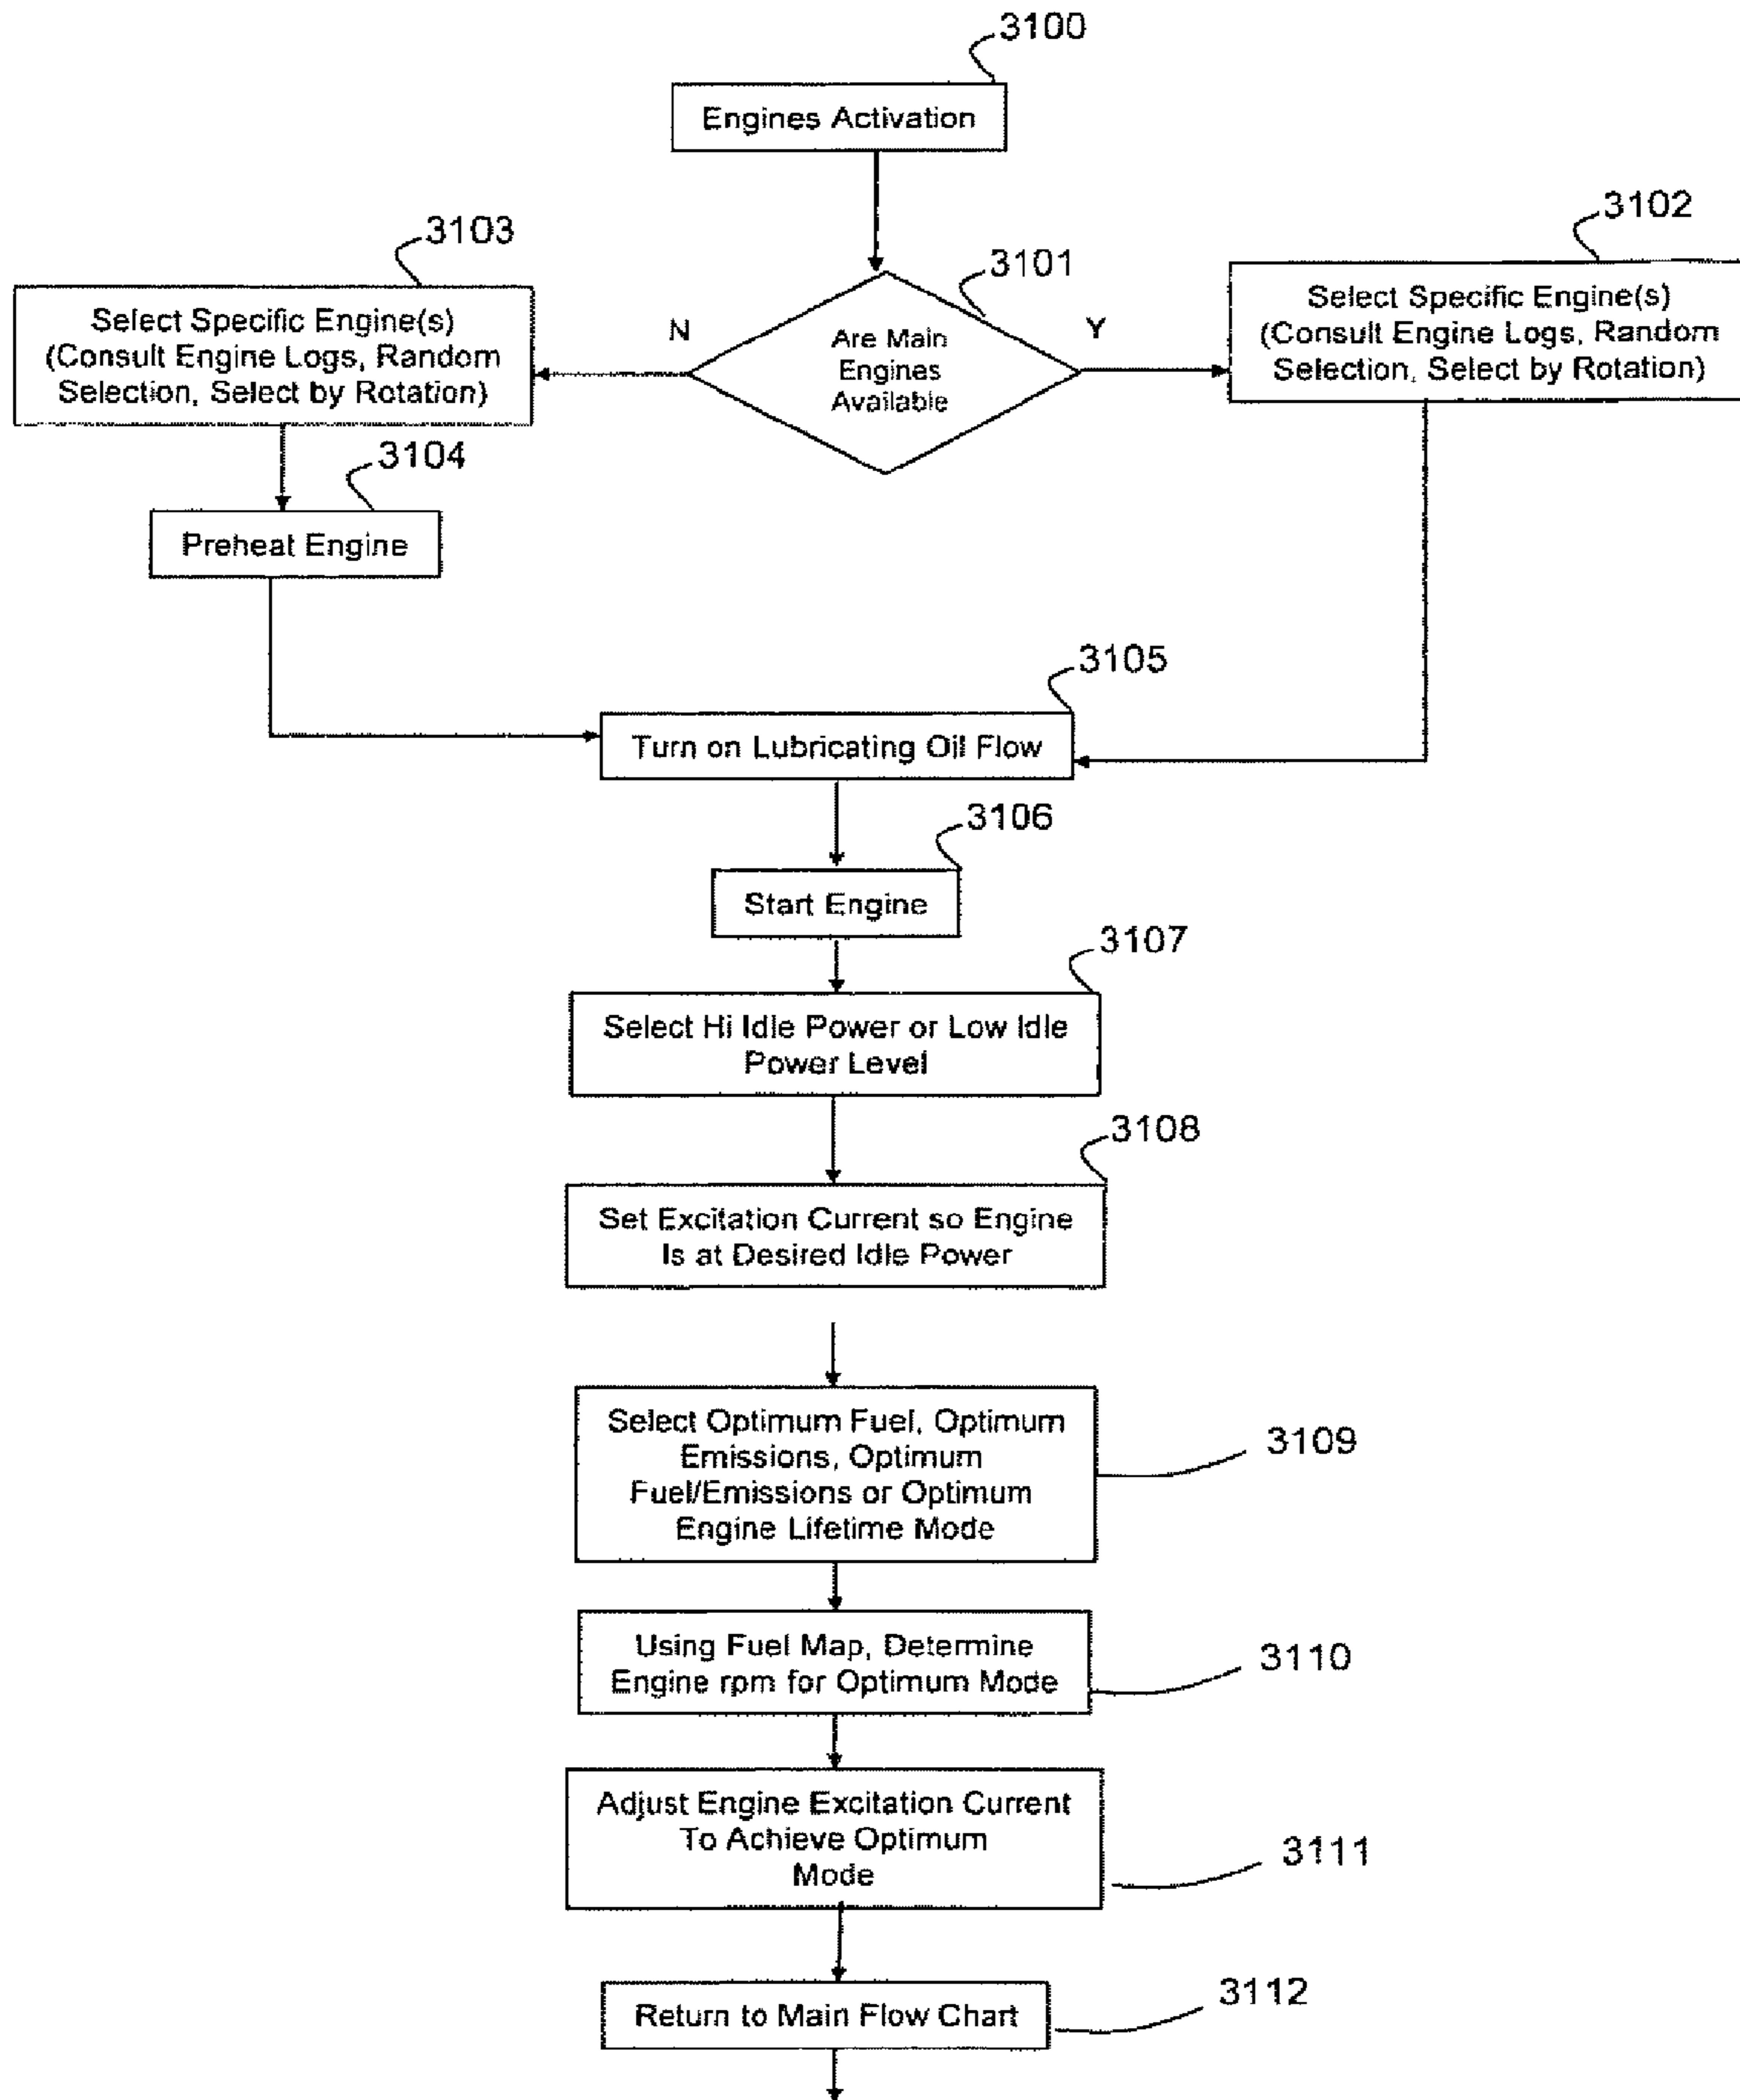 3100
Engines Activation
3103
3102
3101
Select Specific Engine(s)
(Consult Engine Logs, Random
Selection, Select by Rotation)
N
Are Main
Engines
Available
Y
Select Specific Engine(s)
(Consult Engine Logs, Random
Selection, Select by Rotation)
3104
Preheat Engine
3105
Turn on Lubricating Oil Flow
3106
Start Engine
3107
Select Hi Idle Power or Low Idle
Power Level
3108
Set Excitation Current so Engine
Is at Desired Idle Power
Select Optimum Fuel, Optimum
Emissions, Optimum
Fuel/Emissions or Optimum
Engine Lifetime Mode
3109
Using Fuel Map, Determine
Engine rpm for Optimum Mode
3110
Adjust Engine Excitation Current
To Achieve Optimum
Mode
3111
Return to Main Flow Chart
3112